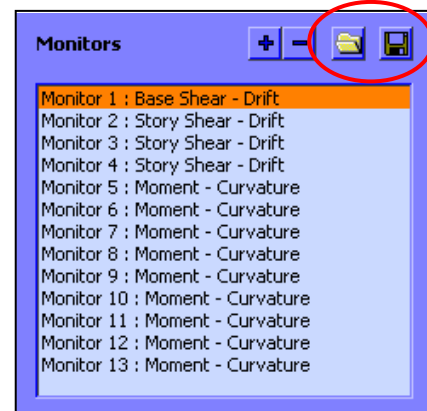 Monitors + −
Monitor 1 : Base Shear - Drift
Monitor 2 : Story Shear - Drift
Monitor 3 : Story Shear - Drift
Monitor 4 : Story Shear - Drift
Monitor 5 : Moment - Curvature
Monitor 6 : Moment - Curvature
Monitor 7 : Moment - Curvature
Monitor 8 : Moment - Curvature
Monitor 9 : Moment - Curvature
Monitor 10 : Moment - Curvature
Monitor 11 : Moment - Curvature
Monitor 12 : Moment - Curvature
Monitor 13 : Moment - Curvature